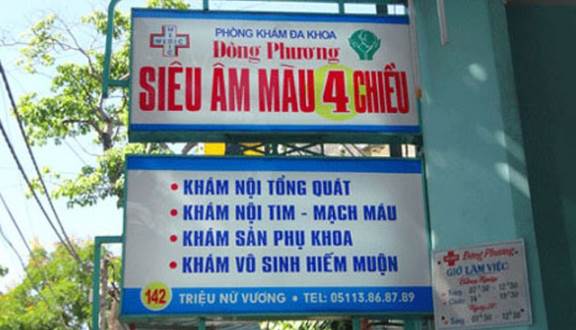 PHÒNG KHÁM ĐA KHOA
MEDIC
MEDIC
Đông Phương
SIÊU ÂM MÀU 4 CHIỀU
• KHÁM NỘI TỔNG QUÁT
• KHÁM NỘI TIM - MẠCH MÁU
• KHÁM SẢN PHỤ KHOA
• KHÁM VÔ SINH HIẾM MUỘN
142 TRIỆU NỮ VƯƠNG • TEL: 05113.86.87.89
Đông Phương
GIỜ LÀM VIỆC: